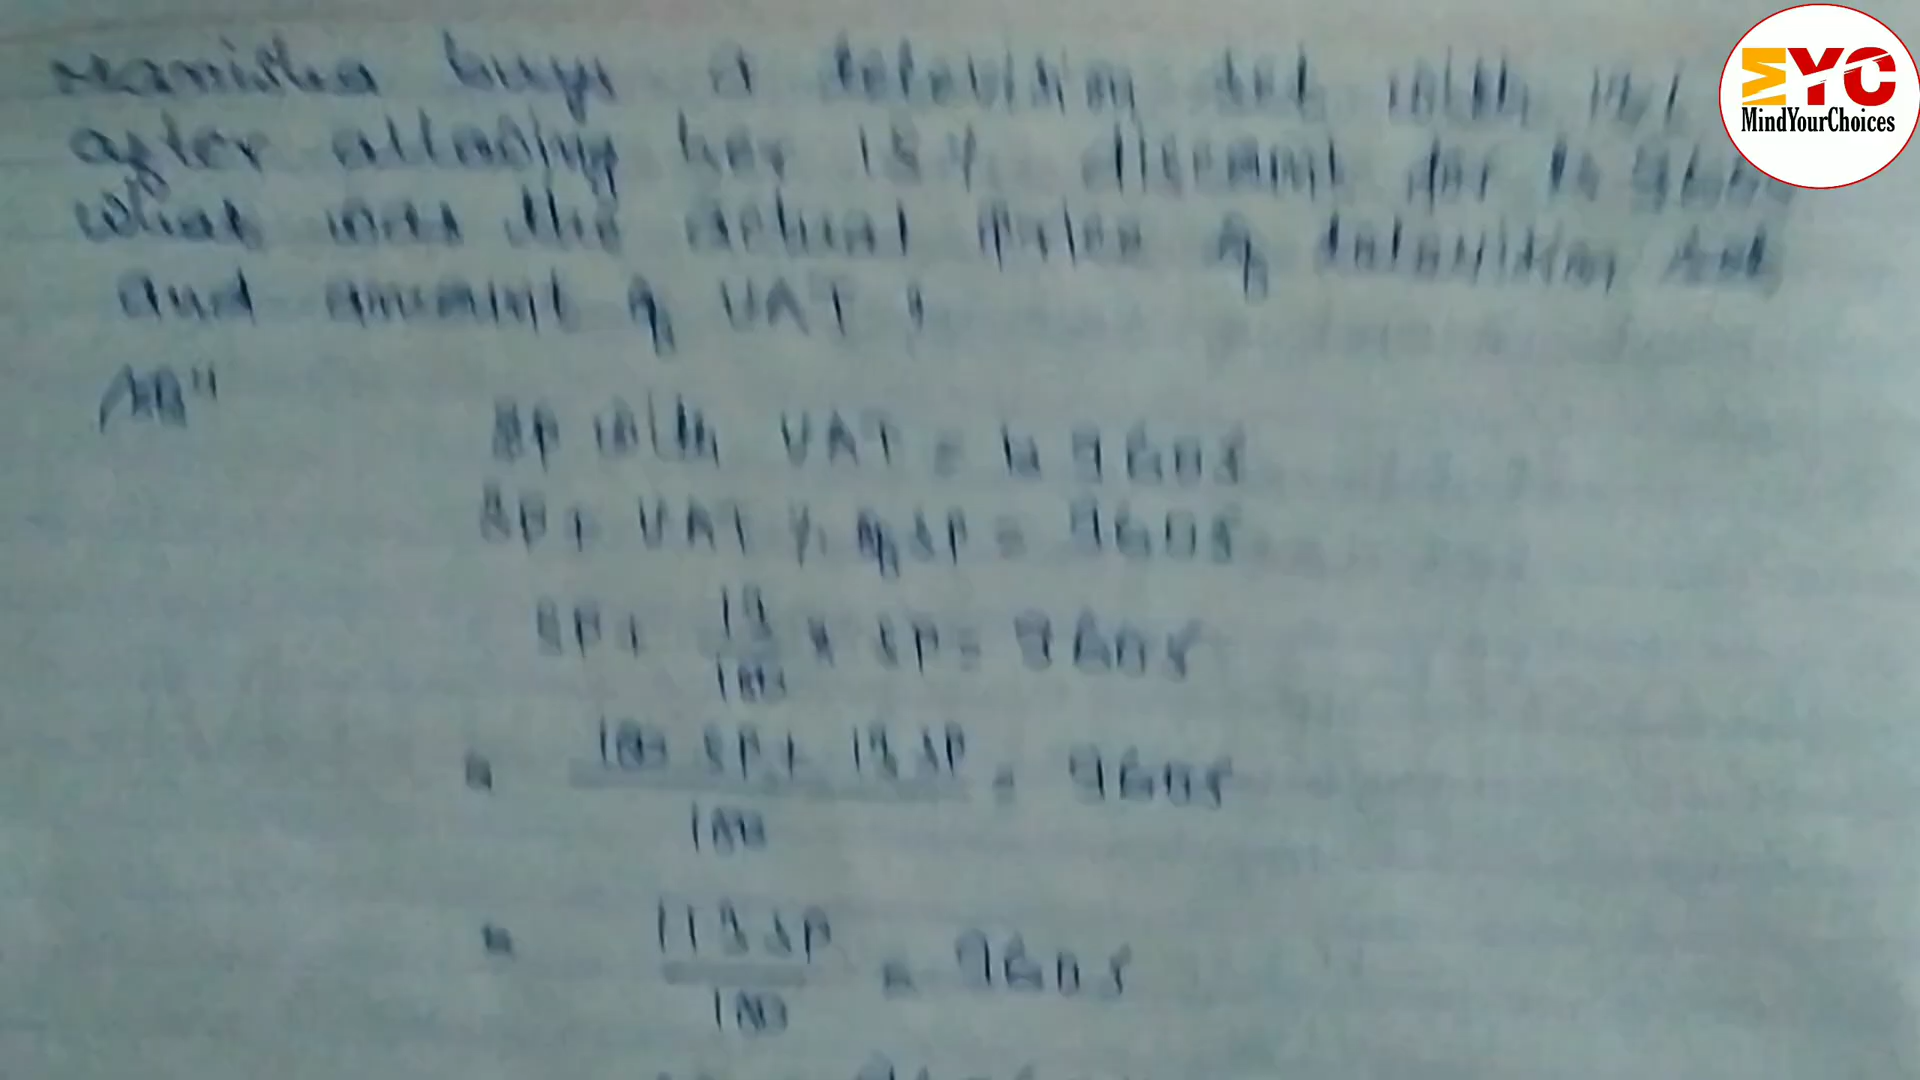 Manisha buys a television set with 13%
after allowing her 15% discount for Rs 9605
What was the actual price of television set
and amount of VAT ?
SP with VAT = Rs 9605
SP + VAT % of SP = 9605
SP + 13/100 × SP = 9605
100 SP + 13 SP / 100 = 9605
113 SP / 100 = 9605
MYC
MindYourChoices